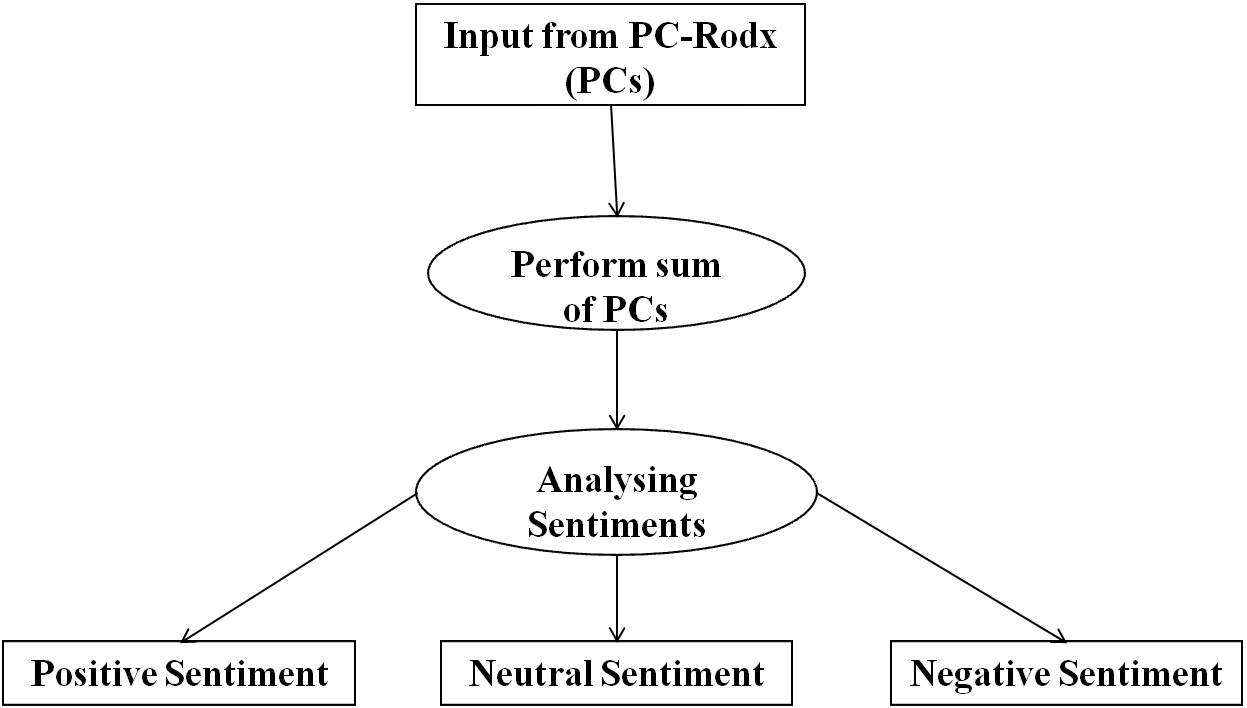 Input from PC-Rodx
(PCs)
Perform sum
of PCs
Analysing
Sentiments
Positive Sentiment
Neutral Sentiment
Negative Sentiment